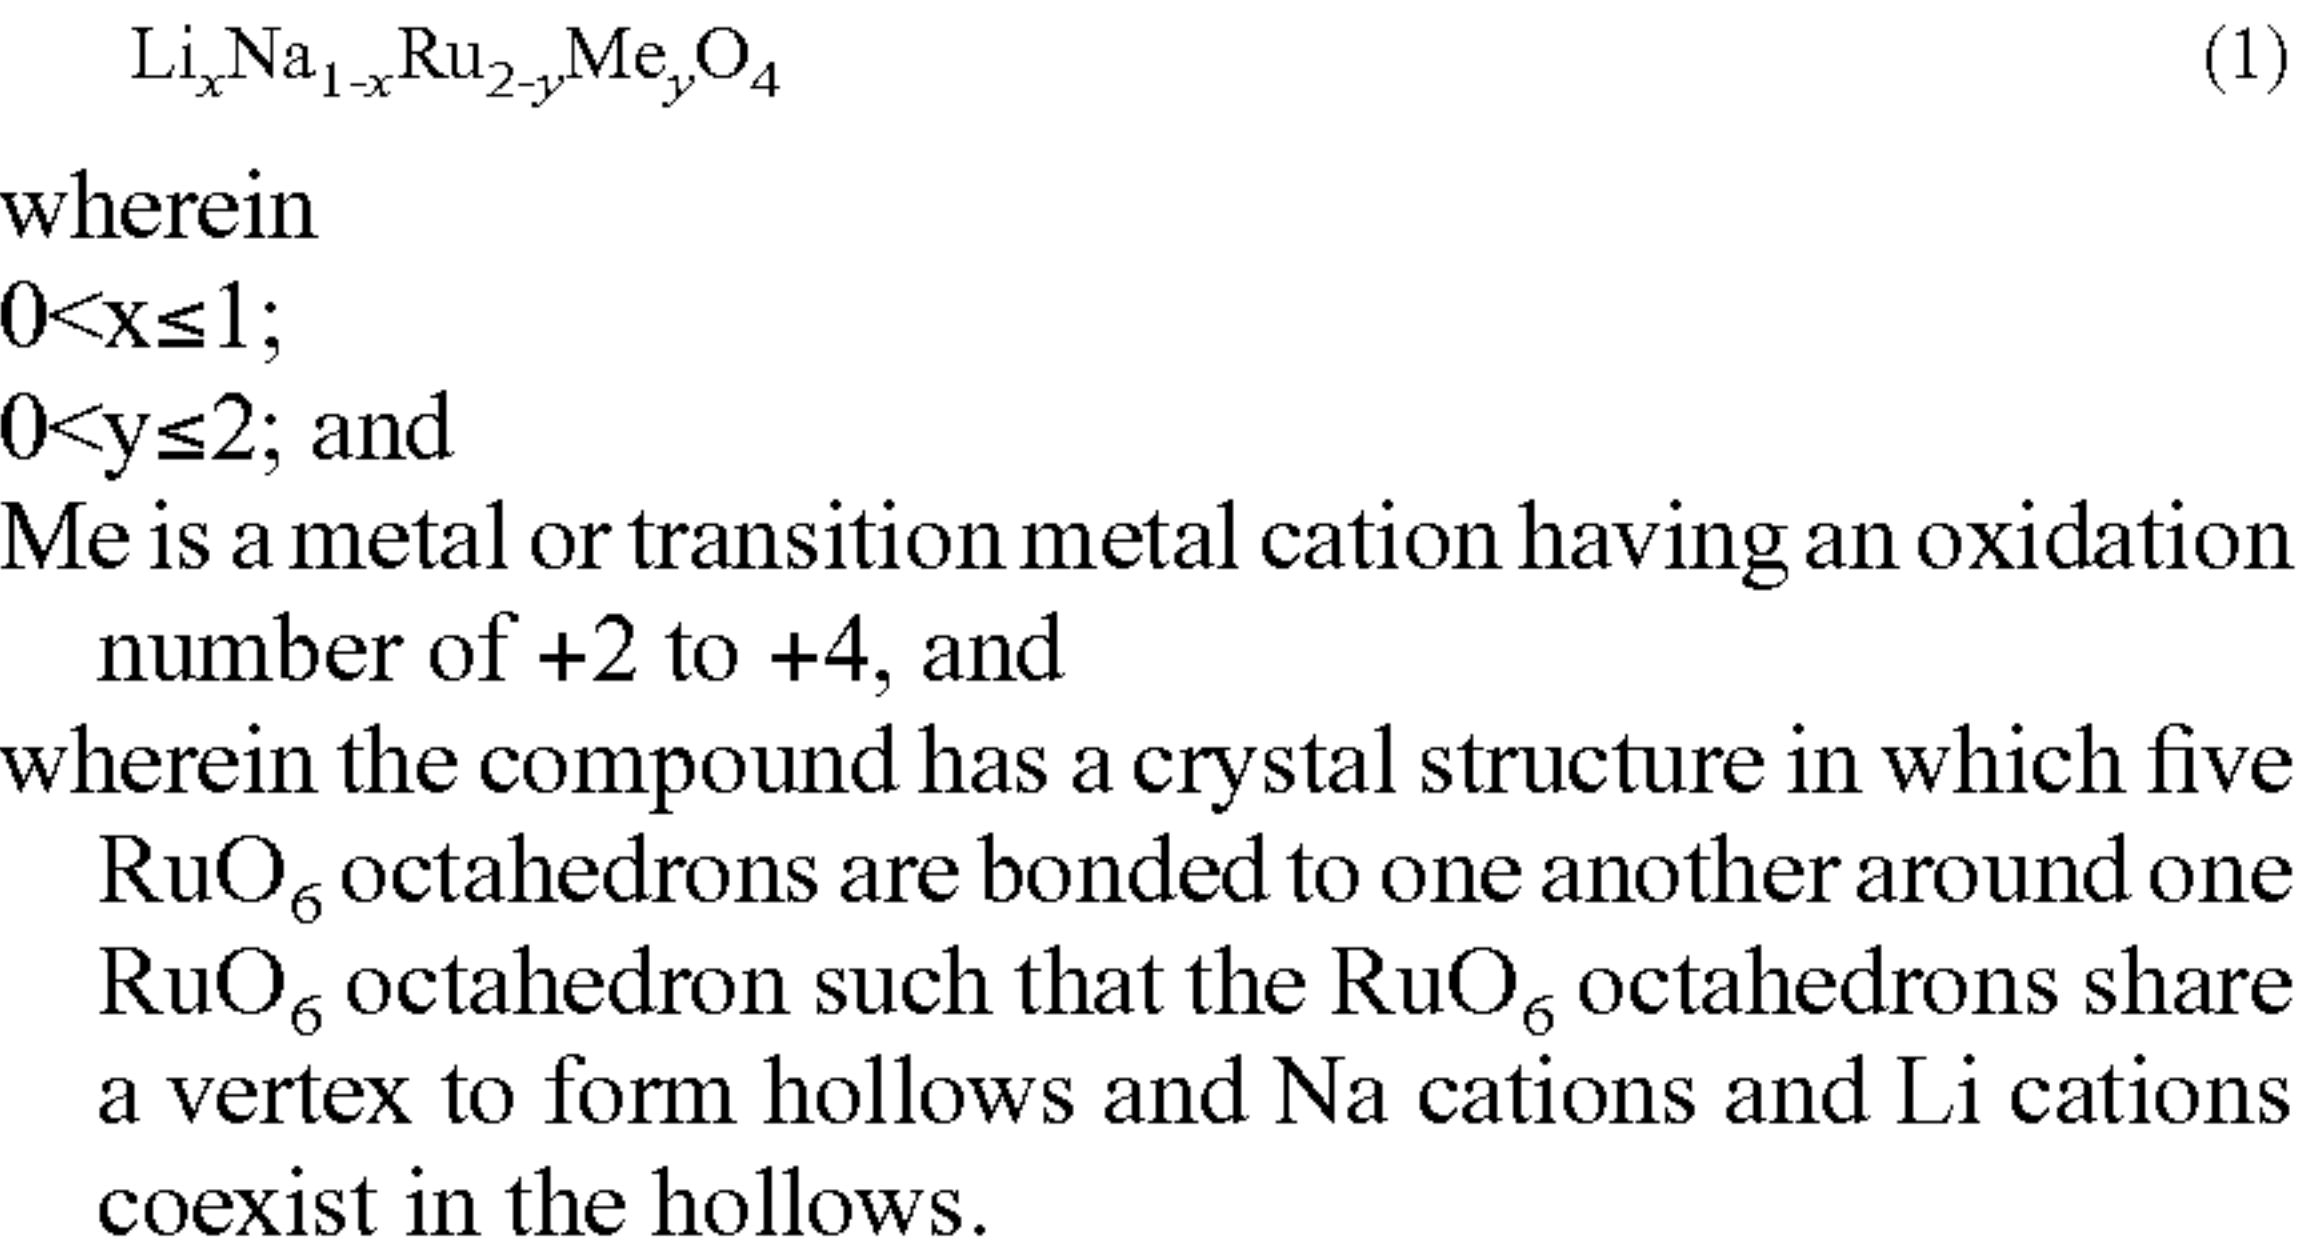 LiₓNa₁₋ₓRu₂₋ᵧMeᵧO₄ (1)
wherein
0<x≦1;
0<y≦2; and
Me is a metal or transition metal cation having an oxidation
number of +2 to +4, and
wherein the compound has a crystal structure in which five
RuO₆ octahedrons are bonded to one another around one
RuO₆ octahedron such that the RuO₆ octahedrons share
a vertex to form hollows and Na cations and Li cations
coexist in the hollows.